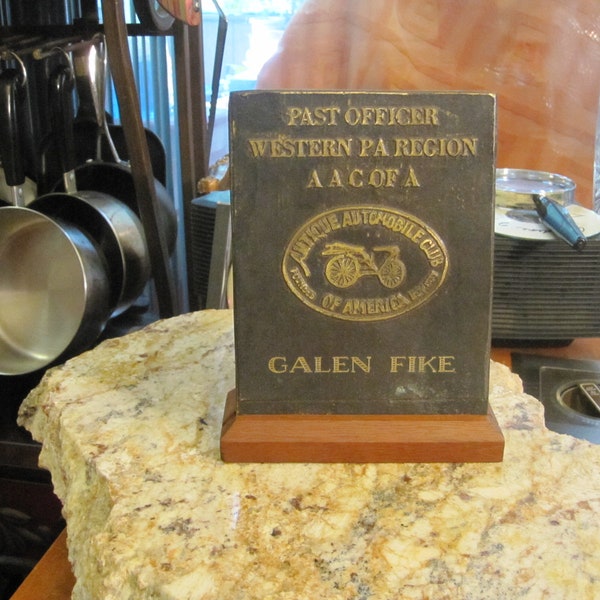 PAST OFFICER
WESTERN PA REGION
A A C OF A
ANTIQUE AUTOMOBILE CLUB
OF AMERICA
GALEN FIKE